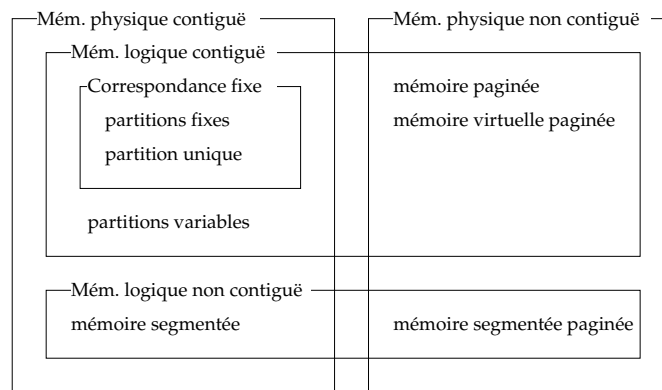 Mém. physique contiguë
Mém. physique non contiguë
Mém. logique contiguë
Correspondance fixe
mémoire paginée
partitions fixes
mémoire virtuelle paginée
partition unique
partitions variables
Mém. logique non contiguë
mémoire segmentée
mémoire segmentée paginée